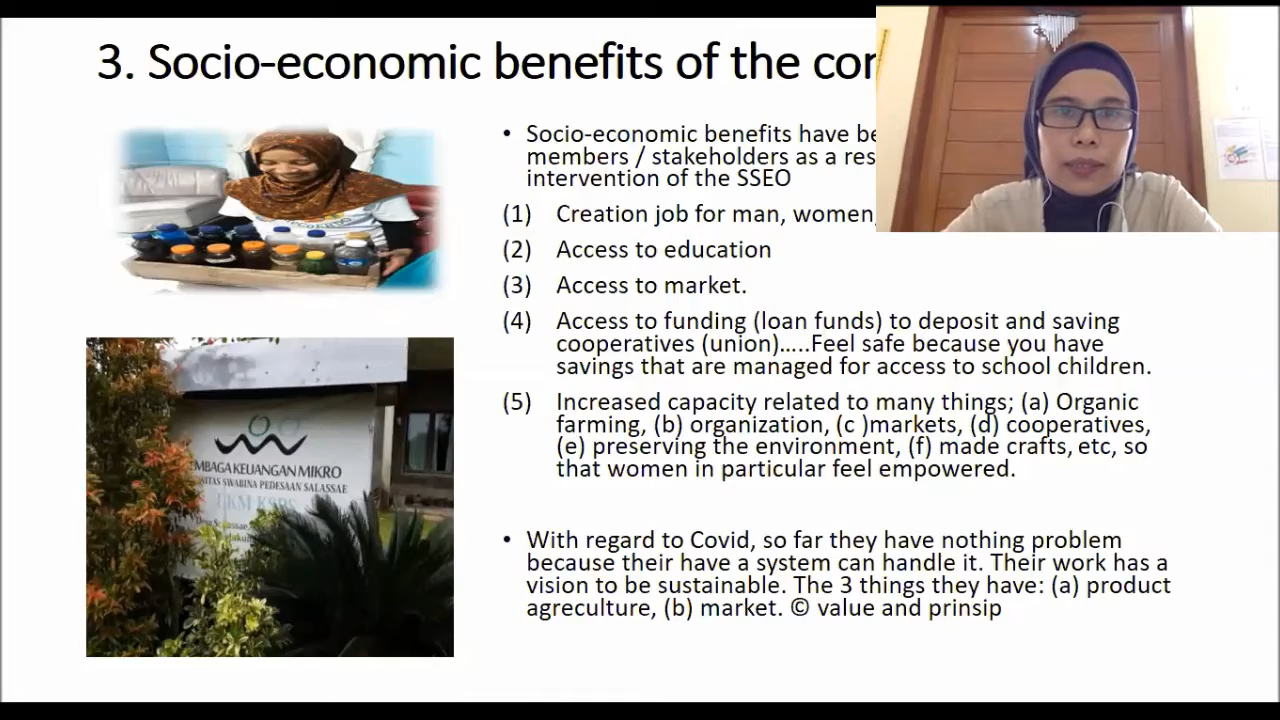 3. Socio-economic benefits of the
• Socio-economic benefits have
members / stakeholders as a
intervention of the SSEO
(1) Creation job for man, women,
(2) Access to education
(3) Access to market.
(4) Access to funding (loan funds) to deposit and saving
cooperatives (union)…..Feel safe because you have
savings that are managed for access to school children.
(5) Increased capacity related to many things; (a) Organic
farming, (b) organization, (c )markets, (d) cooperatives,
(e) preserving the environment, (f) made crafts, etc, so
that women in particular feel empowered.
• With regard to Covid, so far they have nothing problem
because their have a system can handle it. Their work has a
vision to be sustainable. The 3 things they have: (a) product
agreculture, (b) market. © value and prinsip
KEUANGAN MIKRO
SWABINA PEDESAAN SALASSAE